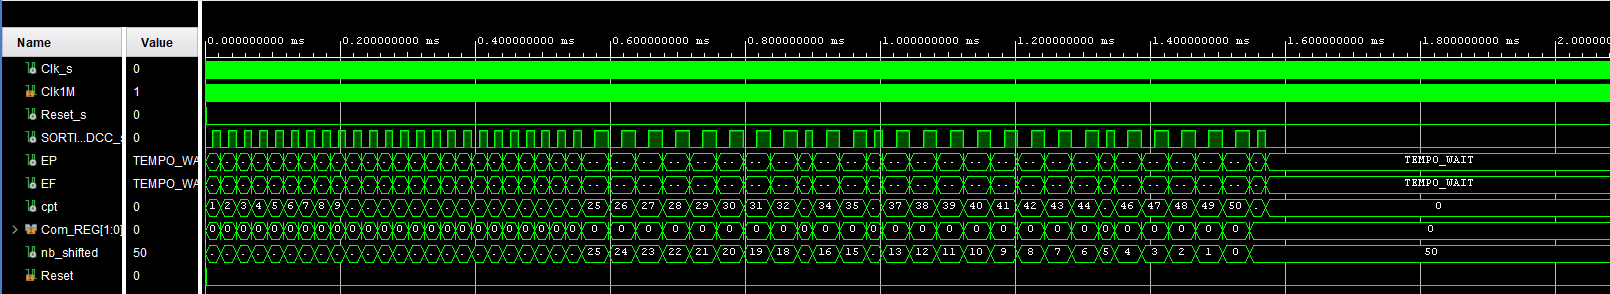 Name Value
0.000000000 ms 0.200000000 ms 0.400000000 ms 0.600000000 ms 0.800000000 ms 1.000000000 ms 1.200000000 ms 1.400000000 ms 1.600000000 ms 1.800000000 ms 2.000000
Clk_s 0
Clk1M 1
Reset_s 0
SORTI...DCC_s 0
EP TEMPO_WA TEMPO_WAIT
EF TEMPO_WA TEMPO_WAIT
cpt 0 1 2 3 4 5 6 7 8 9 25 26 27 28 29 30 31 32 . 34 35 . 37 38 39 40 41 42 43 44 . 46 47 48 49 50 . 0
Com_REG[1:0] 0 0 0 0 0 0 0 0 0 0 0 0 0 0 0 0 0 0 0 0 0 0 0 0 0 0 0 0 0 0 0 0 0 0 0 0 0 0 0 0 0 0 0 0 0 0 0 0 0 0 0 0
nb_shifted 50 25 24 23 22 21 20 19 18 . 16 15 . 13 12 11 10 9 8 7 6 5 4 3 2 1 0 50
Reset 0